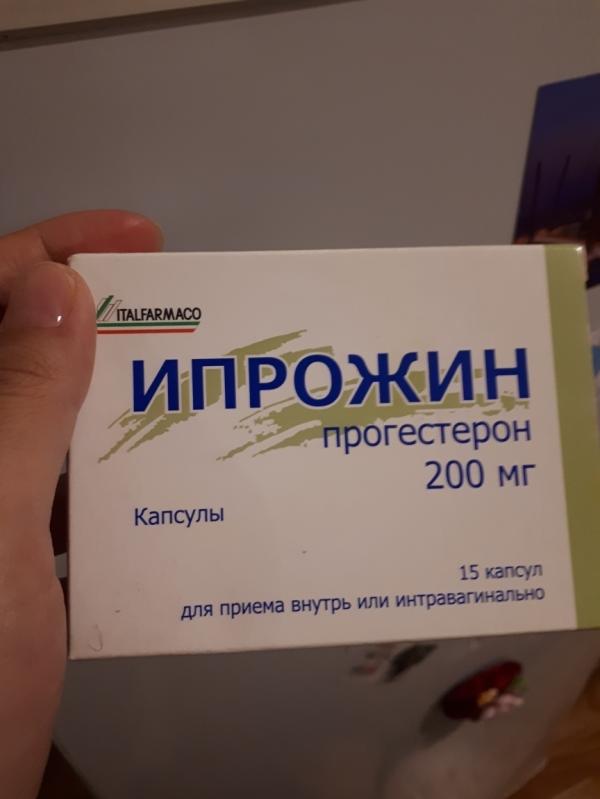 ITALFARMACO
ИПРОЖИН
прогестерон
200 мг
Капсулы
15 капсул
для приема внутрь или интравагинально